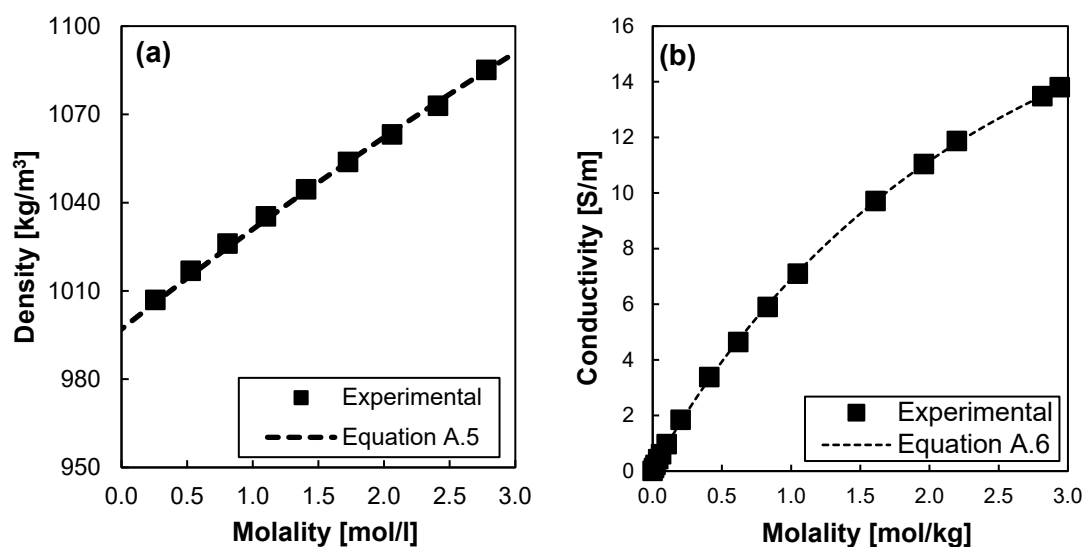 (a)
1100
1070
1040
1010
980
950
Density [kg/m³]
0.0 0.5 1.0 1.5 2.0 2.5 3.0
Molality [mol/l]
Experimental
Equation A.5
(b)
16
14
12
10
8
6
4
2
0
Conductivity [S/m]
0.0 0.5 1.0 1.5 2.0 2.5 3.0
Molality [mol/kg]
Experimental
Equation A.6